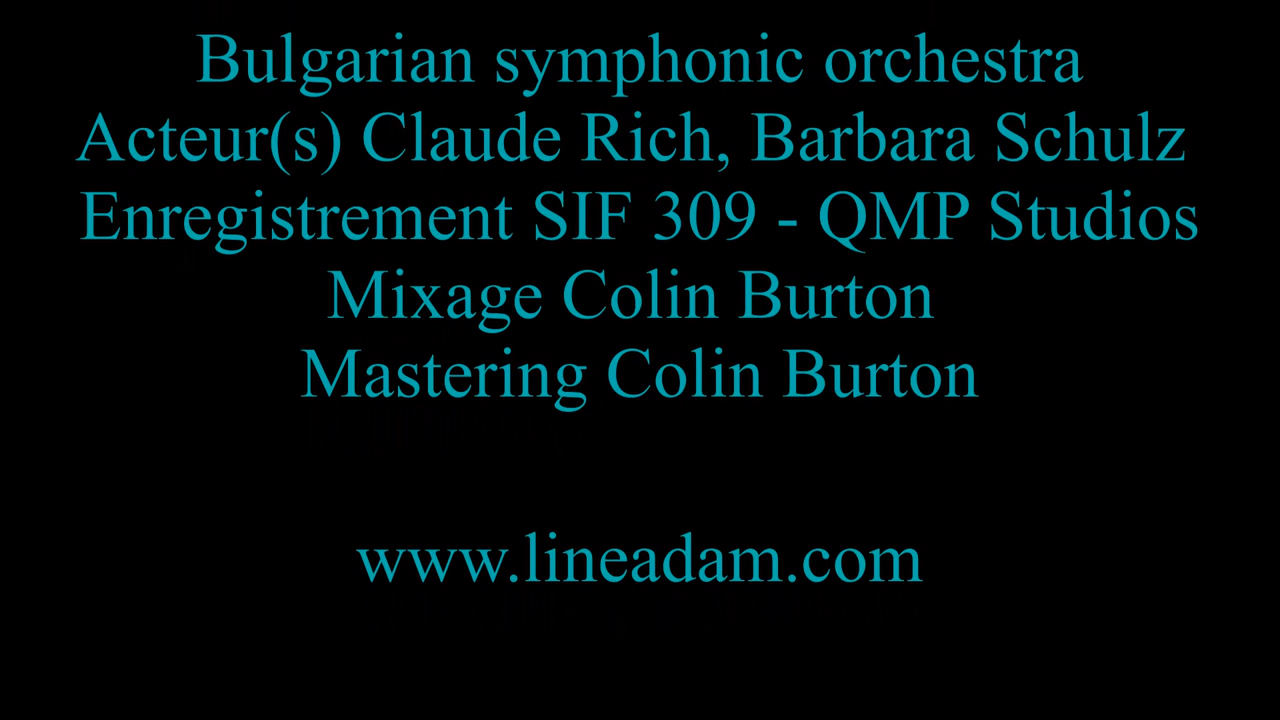 Bulgarian symphonic orchestra
Acteur(s) Claude Rich, Barbara Schulz
Enregistrement SIF 309 - QMP Studios
Mixage Colin Burton
Mastering Colin Burton
www.lineadam.com